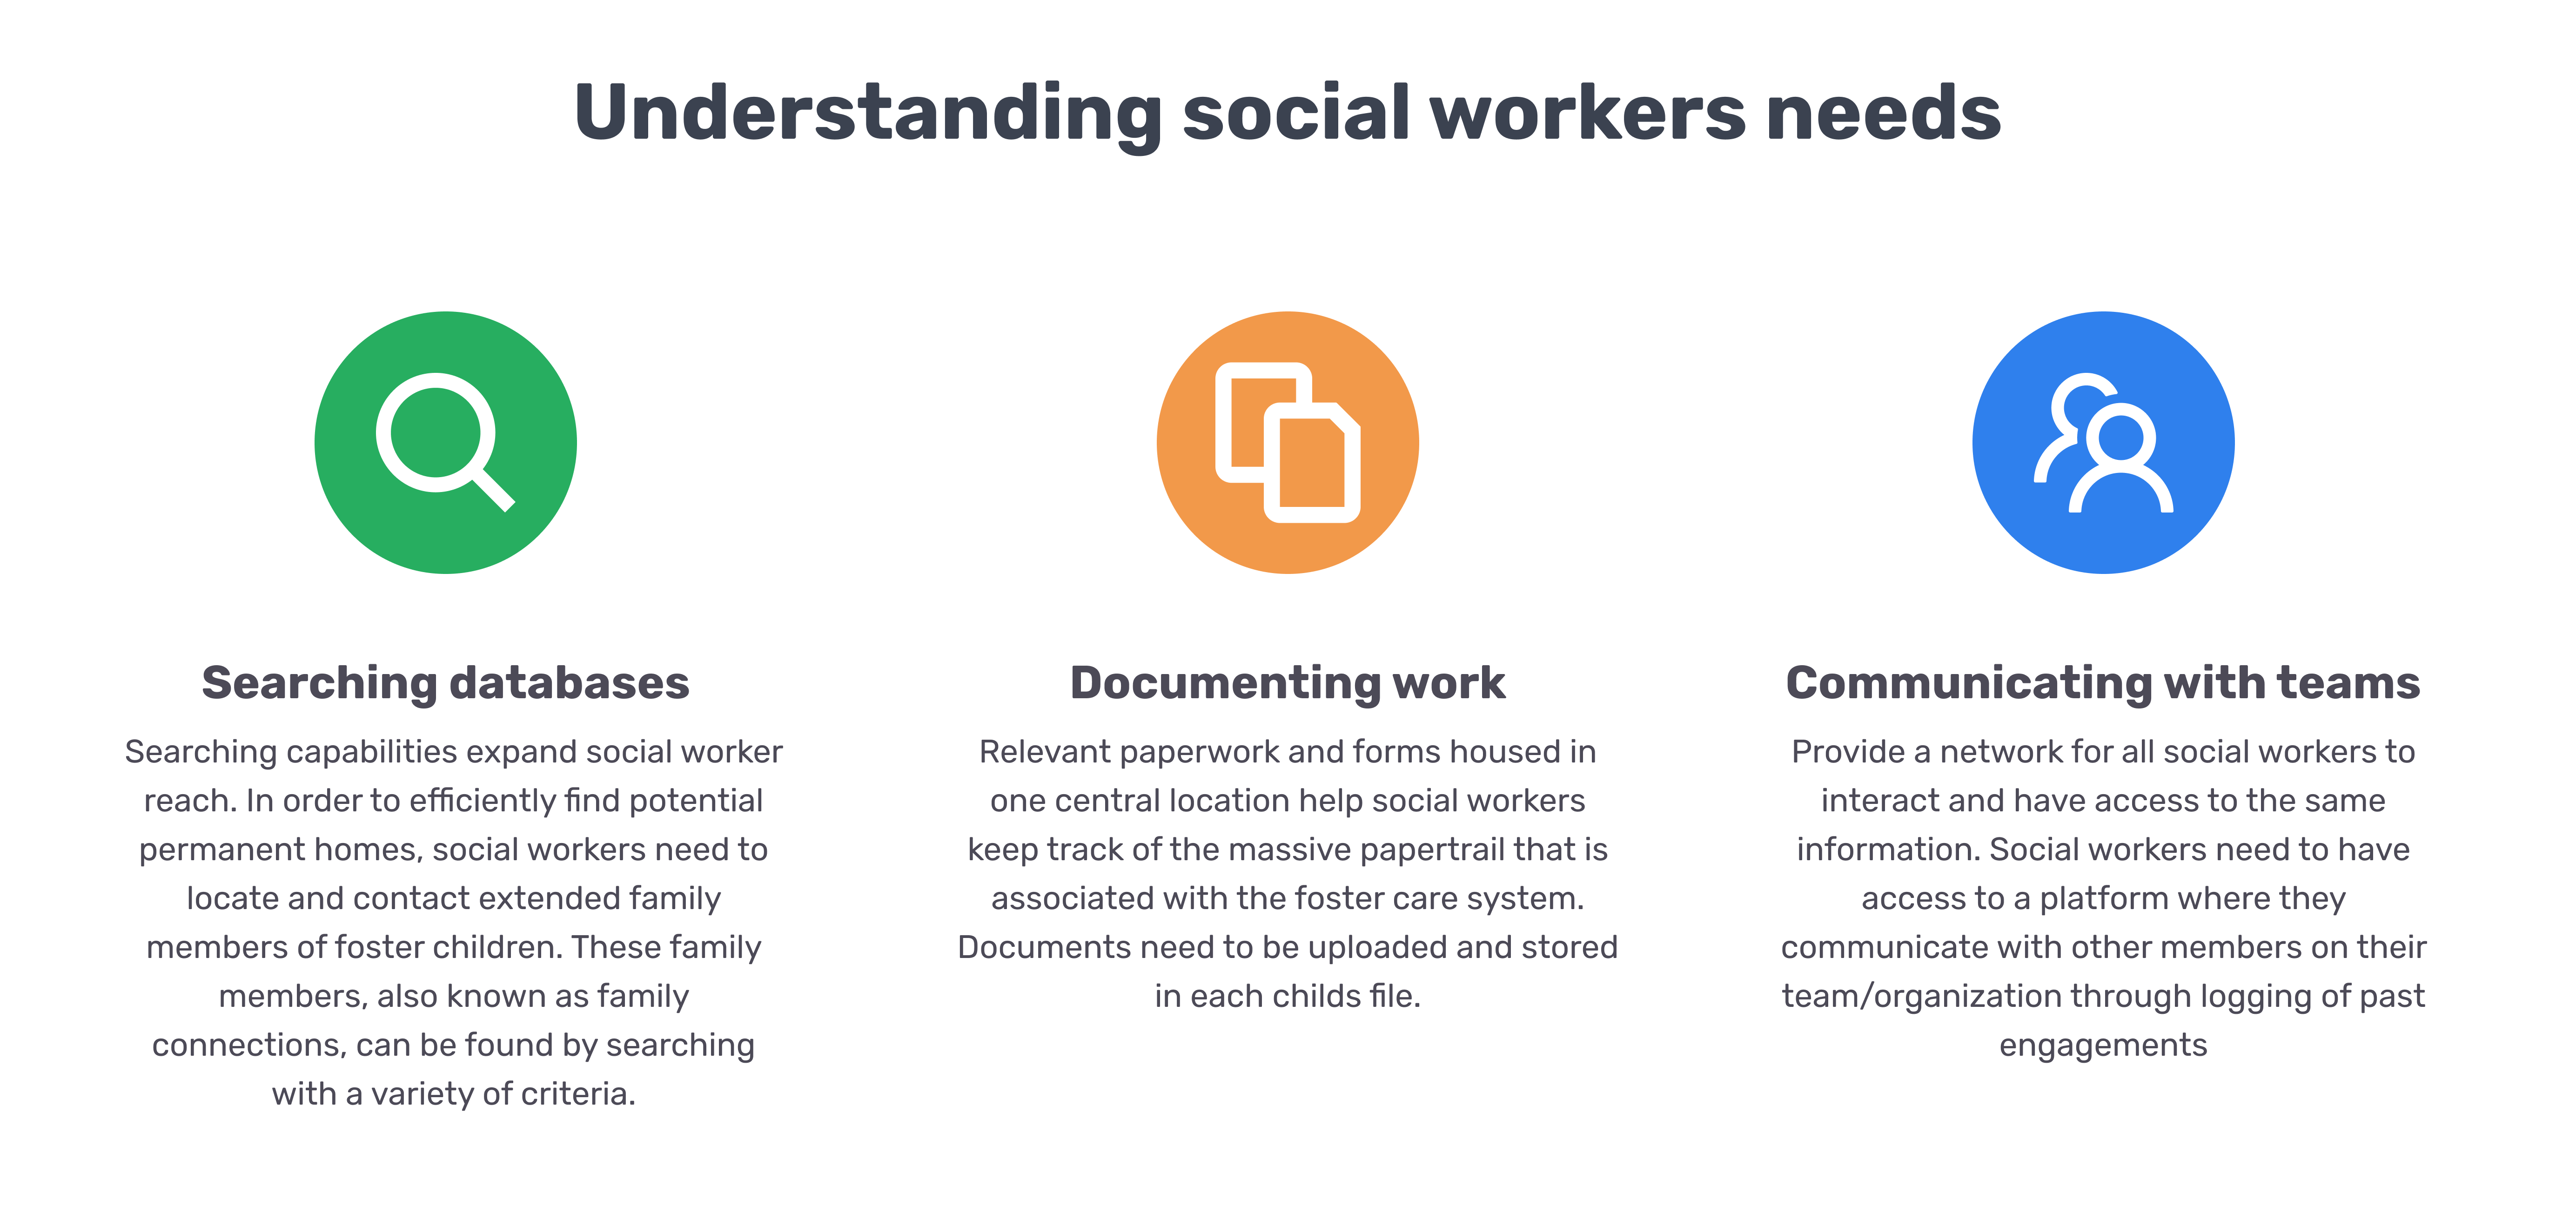 Understanding social workers needs
Searching databases
Searching capabilities expand social worker
reach. In order to efficiently find potential
permanent homes, social workers need to
locate and contact extended family
members of foster children. These family
members, also known as family
connections, can be found by searching
with a variety of criteria.
Documenting work
Relevant paperwork and forms housed in
one central location help social workers
keep track of the massive papertrail that is
associated with the foster care system.
Documents need to be uploaded and stored
in each childs file.
Communicating with teams
Provide a network for all social workers to
interact and have access to the same
information. Social workers need to have
access to a platform where they
communicate with other members on their
team/organization through logging of past
engagements